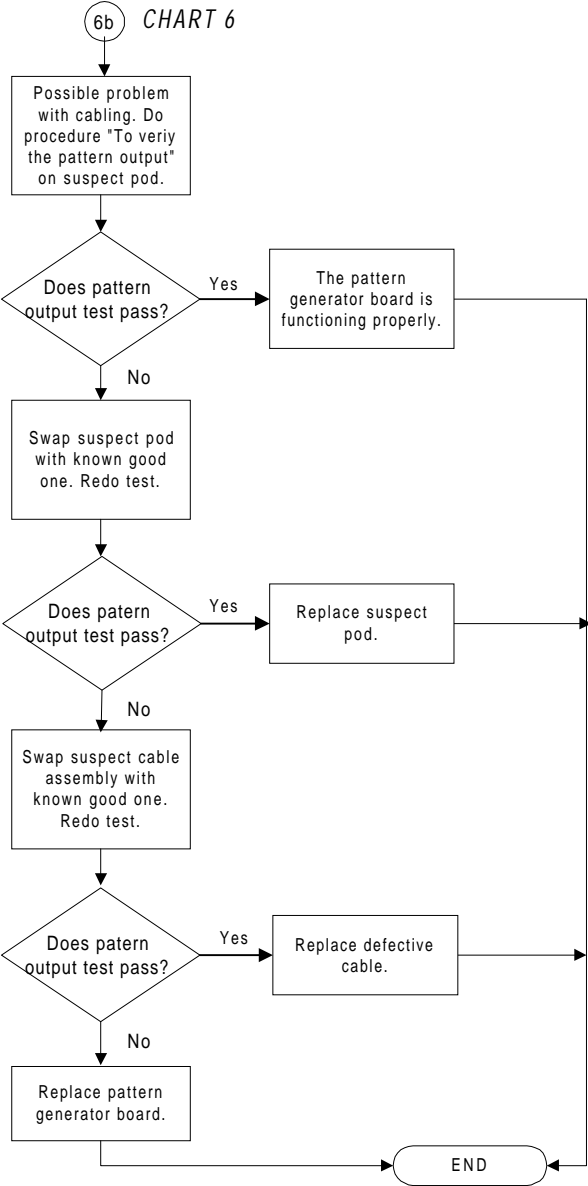 6b
CHART 6
Possible problem
with cabling. Do
procedure "To veriy
the pattern output"
on suspect pod.
Does pattern
output test pass?
Yes
The pattern
generator board is
functioning properly.
No
Swap suspect pod
with known good
one. Redo test.
Does patern
output test pass?
Yes
Replace suspect
pod.
No
Swap suspect cable
assembly with
known good one.
Redo test.
Does patern
output test pass?
Yes
Replace defective
cable.
No
Replace pattern
generator board.
END